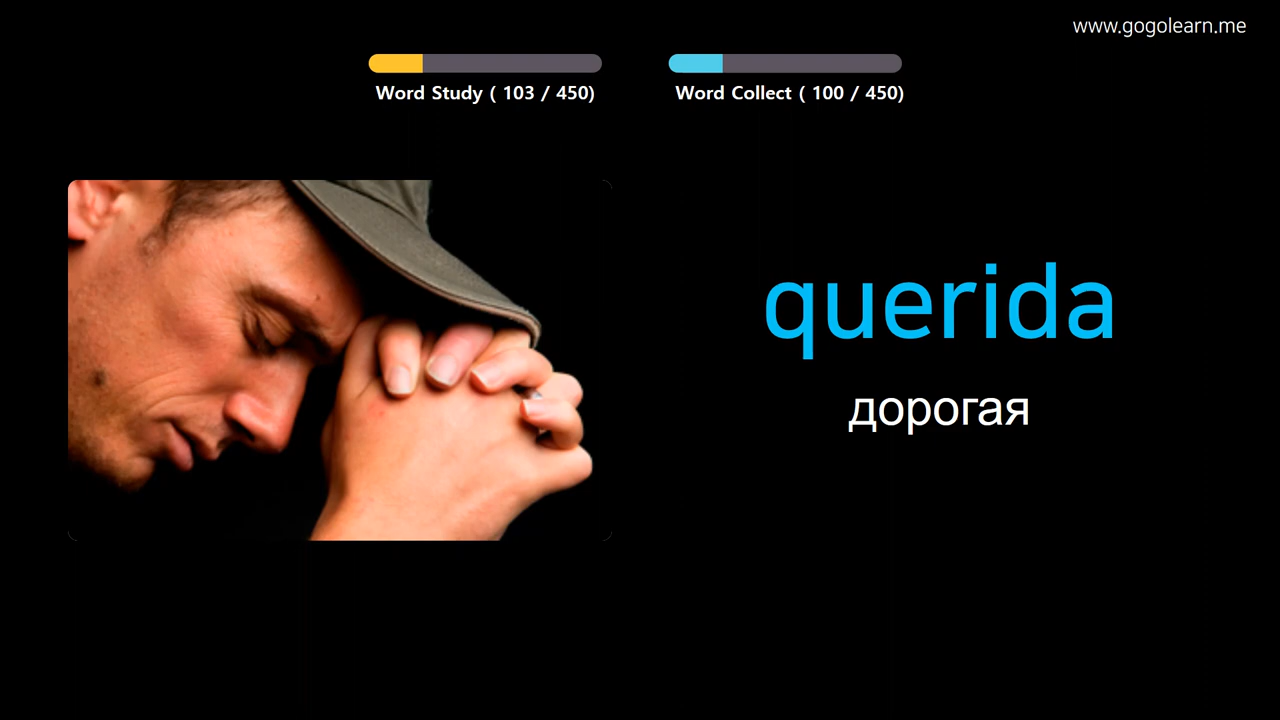 www.gogolearn.me
Word Study ( 103 / 450)
Word Collect ( 100 / 450)
querida
дорогая